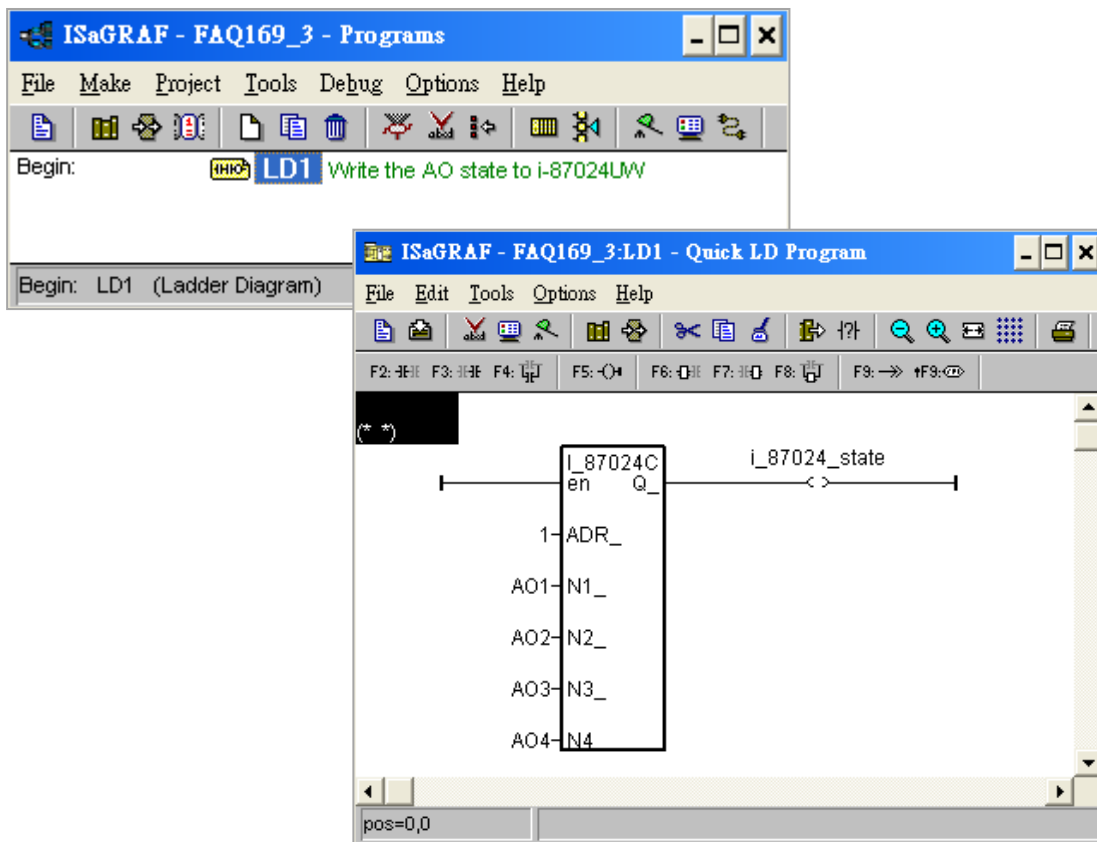 ISaGRAF - FAQ169_3 - Programs
File Make Project Tools Debug Options Help
Begin: LD1 Write the AO state to i-87024UW
Begin: LD1 (Ladder Diagram)
ISaGRAF - FAQ169_3:LD1 - Quick LD Program
File Edit Tools Options Help
F2: F3: F4: F5: F6: F7: F8: F9: F9:
(* *)
I_87024C
i_87024_state
en Q_
1 ADR_
AO1 N1_
AO2 N2_
AO3 N3_
AO4 N4
pos=0,0